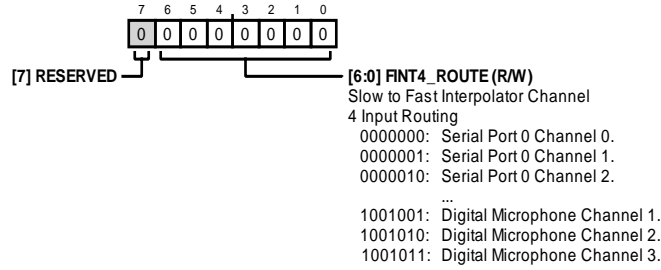 7 6 5 4 3 2 1 0
0 0 0 0 0 0 0 0
[7] RESERVED
[6:0] FINT4_ROUTE (R/W)
Slow to Fast Interpolator Channel
4 Input Routing
0000000: Serial Port 0 Channel 0.
0000001: Serial Port 0 Channel 1.
0000010: Serial Port 0 Channel 2.
...
1001001: Digital Microphone Channel 1.
1001010: Digital Microphone Channel 2.
1001011: Digital Microphone Channel 3.